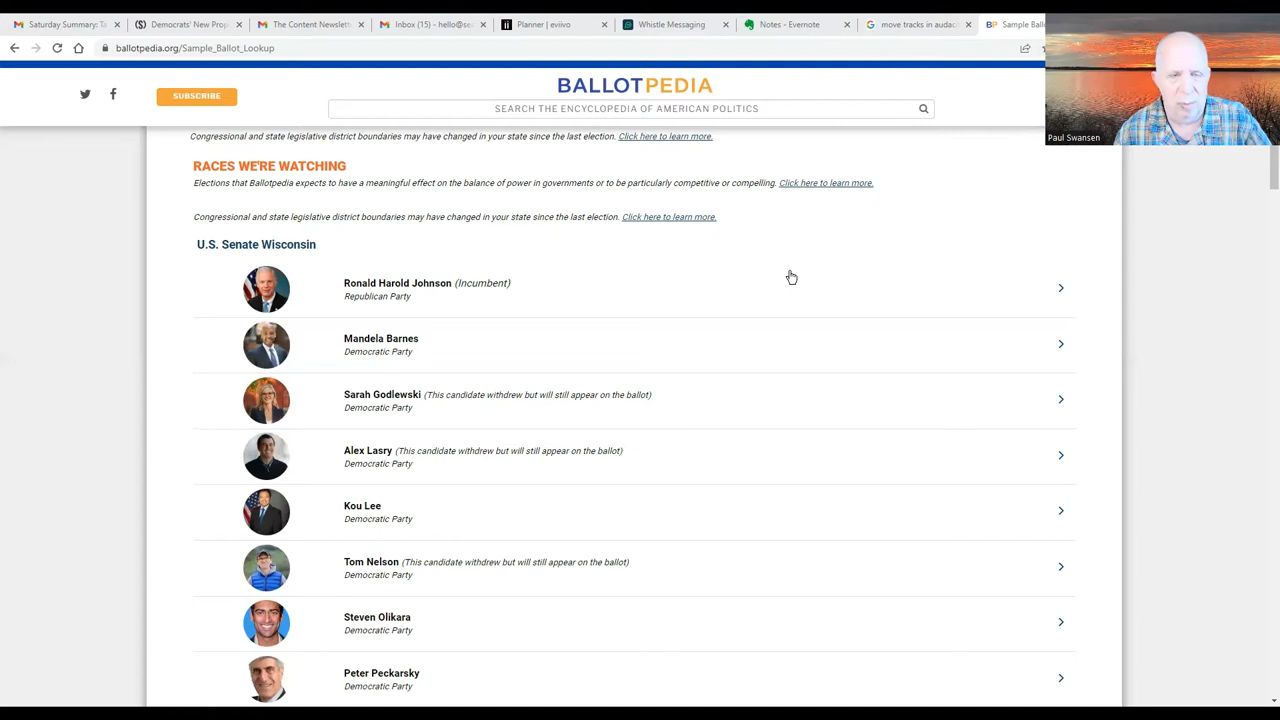 Saturday Summary: Ta
Democrats' New Prop
The Content Newslett
Inbox (15) - hello@se
Planner | eviivo
Whistle Messaging
Notes - Evernote
move tracks in audac
Sample Ball
ballotpedia.org/Sample_Ballot_Lookup
SUBSCRIBE
BALLOTPEDIA
SEARCH THE ENCYCLOPEDIA OF AMERICAN POLITICS
Paul Swansen
Congressional and state legislative district boundaries may have changed in your state since the last election. Click here to learn more.
RACES WE'RE WATCHING
Elections that Ballotpedia expects to have a meaningful effect on the balance of power in governments or to be particularly competitive or compelling. Click here to learn more.
Congressional and state legislative district boundaries may have changed in your state since the last election. Click here to learn more.
U.S. Senate Wisconsin
Ronald Harold Johnson (Incumbent)
Republican Party
Mandela Barnes
Democratic Party
Sarah Godlewski (This candidate withdrew but will still appear on the ballot)
Democratic Party
Alex Lasry (This candidate withdrew but will still appear on the ballot)
Democratic Party
Kou Lee
Democratic Party
Tom Nelson (This candidate withdrew but will still appear on the ballot)
Democratic Party
Steven Olikara
Democratic Party
Peter Peckarsky
Democratic Party